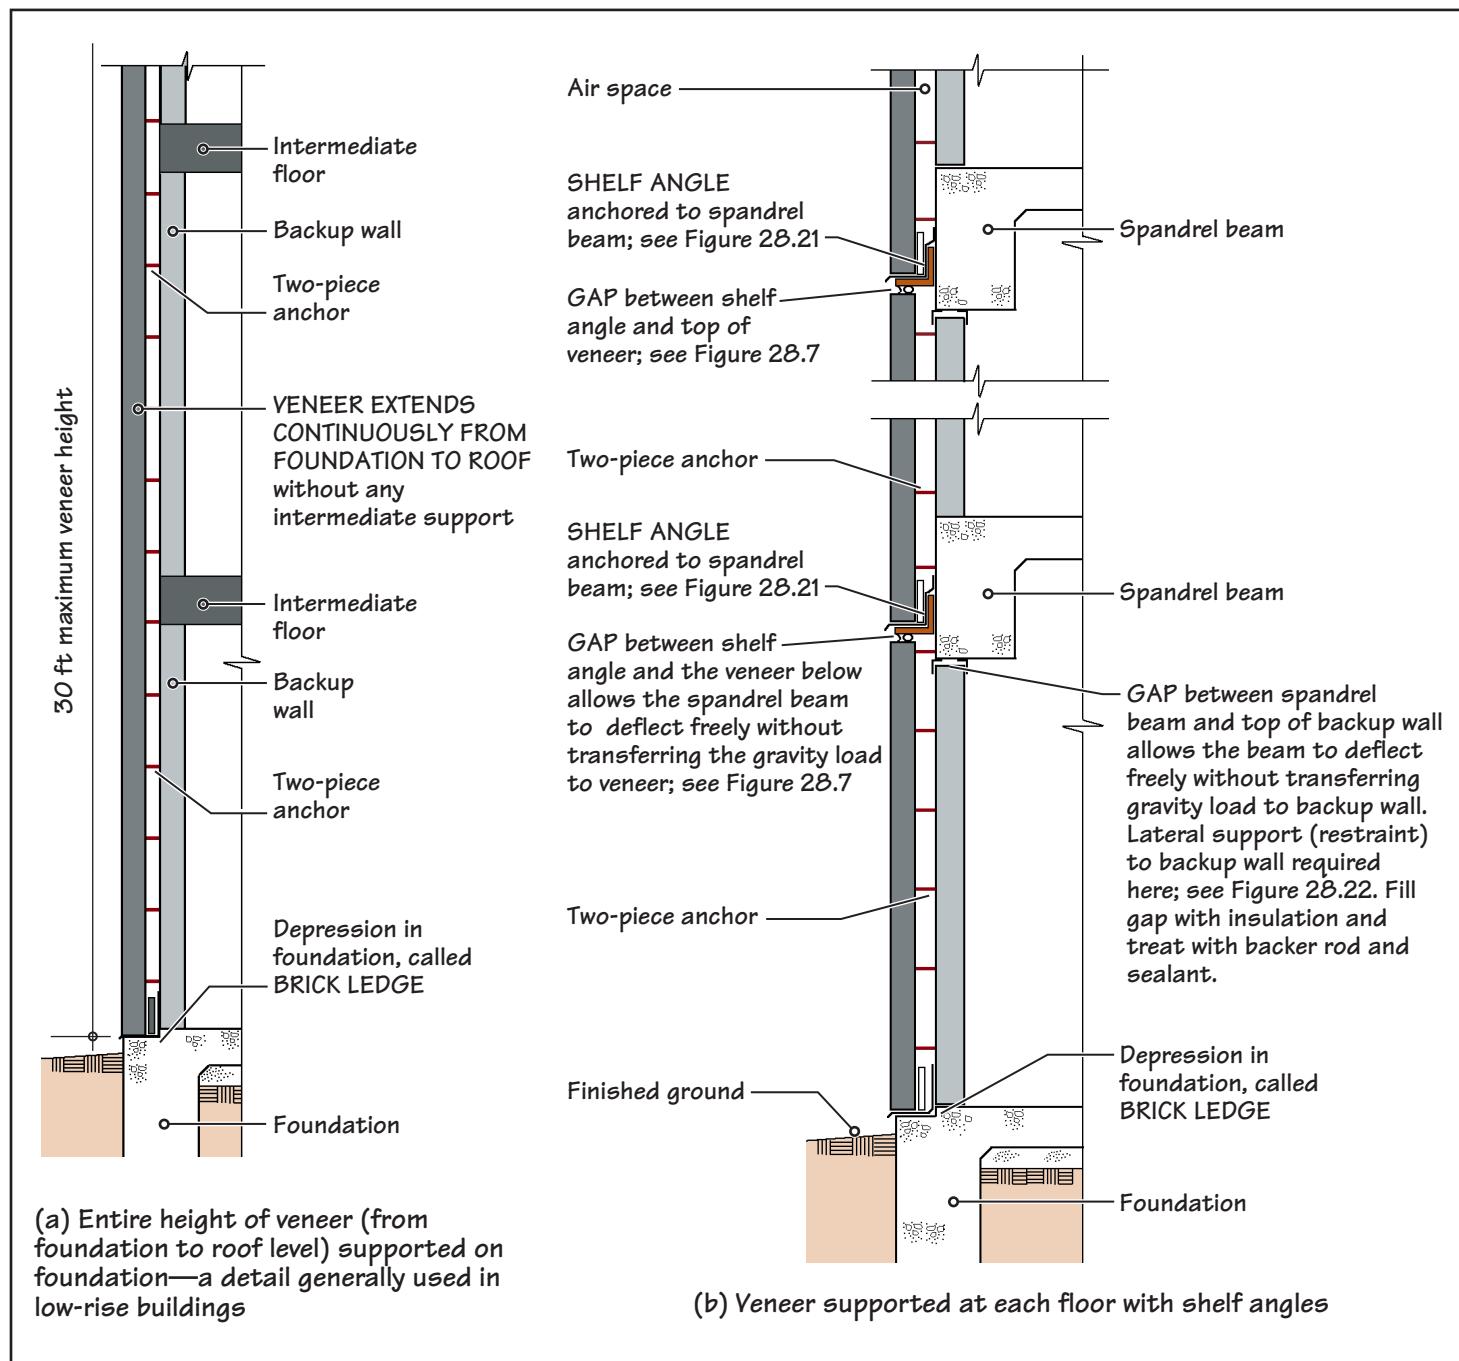 30 ft maximum veneer height
Intermediate
floor
Backup wall
Two-piece
anchor
VENEER EXTENDS
CONTINUOUSLY FROM
FOUNDATION TO ROOF
without any
intermediate support
Intermediate
floor
Backup
wall
Two-piece
anchor
Depression in
foundation, called
BRICK LEDGE
Foundation
(a) Entire height of veneer (from
foundation to roof level) supported on
foundation—a detail generally used in
low-rise buildings
Air space
SHELF ANGLE
anchored to spandrel
beam; see Figure 28.21
GAP between shelf
angle and top of
veneer; see Figure 28.7
Spandrel beam
Two-piece anchor
SHELF ANGLE
anchored to spandrel
beam; see Figure 28.21
Spandrel beam
GAP between shelf
angle and the veneer below
allows the spandrel beam
to deflect freely without
transferring the gravity load
to veneer; see Figure 28.7
GAP between spandrel
beam and top of backup wall
allows the beam to deflect
freely without transferring
gravity load to backup wall.
Lateral support (restraint)
to backup wall required
here; see Figure 28.22. Fill
gap with insulation and
treat with backer rod and
sealant.
Two-piece anchor
Finished ground
Depression in
foundation, called
BRICK LEDGE
Foundation
(b) Veneer supported at each floor with shelf angles